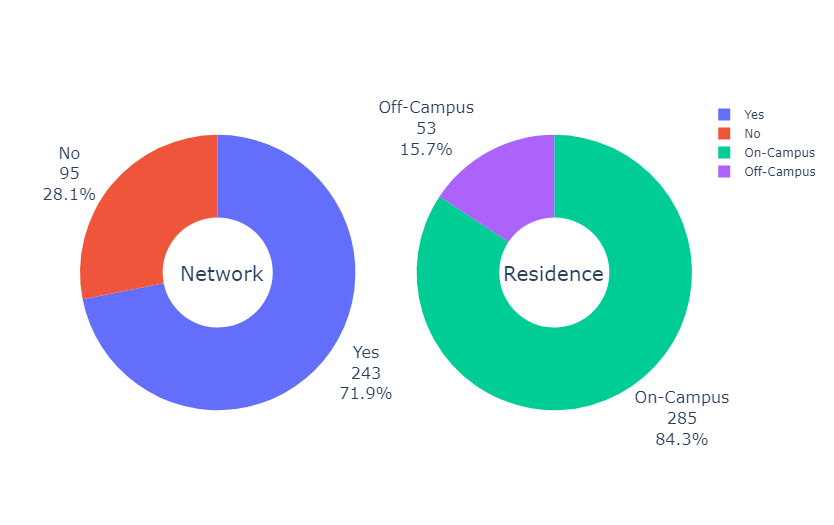 No
95
28.1%
Network
Yes
243
71.9%
Off-Campus
53
15.7%
Residence
On-Campus
285
84.3%
Yes
No
On-Campus
Off-Campus